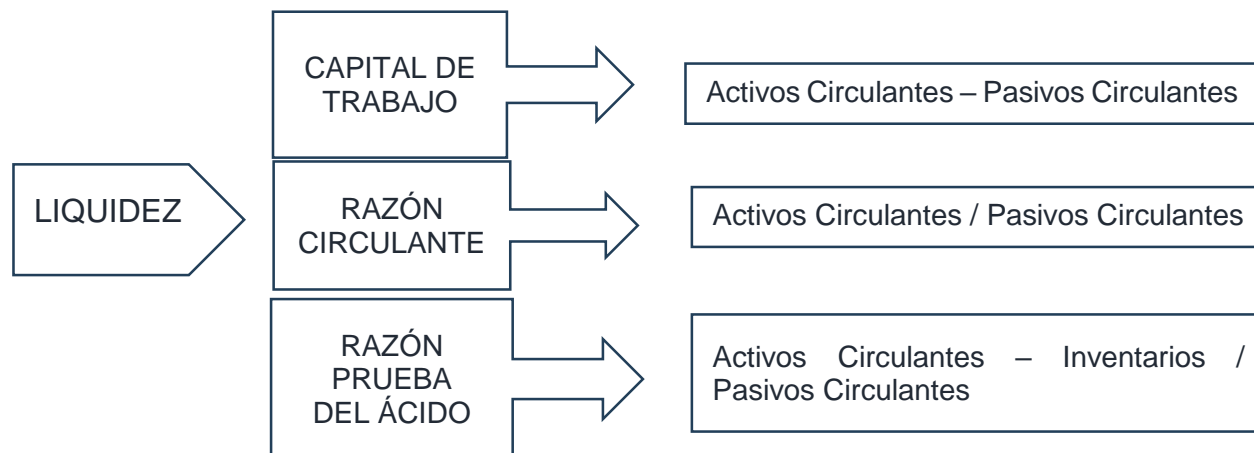 LIQUIDEZ
CAPITAL DE
TRABAJO
Activos Circulantes – Pasivos Circulantes
RAZÓN
CIRCULANTE
Activos Circulantes / Pasivos Circulantes
RAZÓN
PRUEBA
DEL ÁCIDO
Activos Circulantes – Inventarios /
Pasivos Circulantes